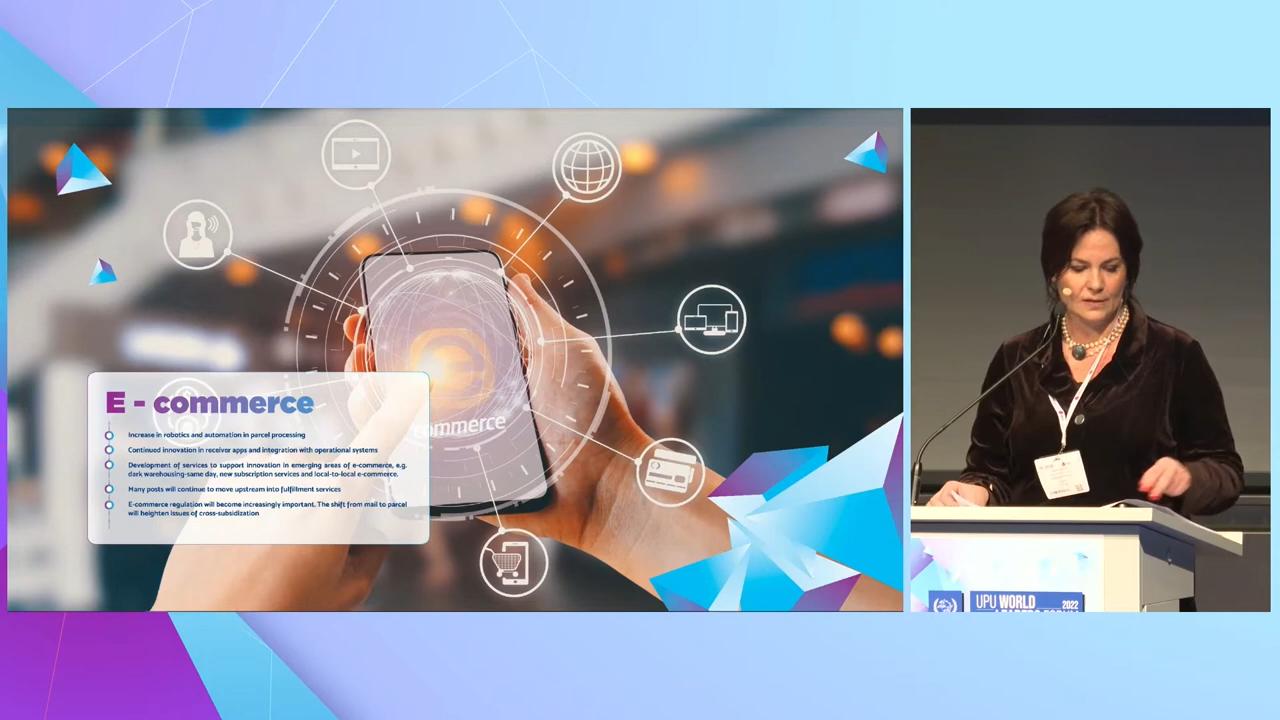 E - commerce
Increase in robotics and automation in parcel processing
Continued innovation in receiver apps and integration with operational systems
Development of services to support innovation in emerging areas of e-commerce, e.g.
dark warehousing-same day, new subscription services and local-to-local e-commerce.
Many posts will continue to move upstream into fulfillment services
E-commerce regulation will become increasingly important. The shift from mail to parcel
will heighten issues of cross-subsidization
commerce
UPU WORLD 2022
LEADERS FORUM